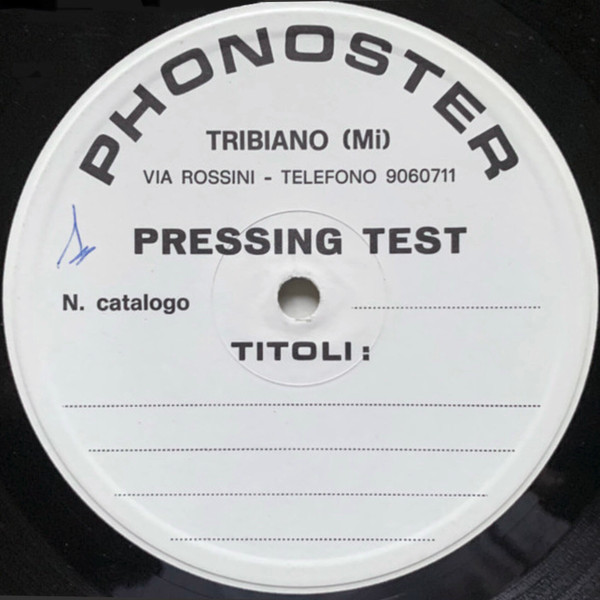 PHONOSTER
TRIBIANO (Mi)
VIA ROSSINI - TELEFONO 9060711
PRESSING TEST
N. catalogo
TITOLI: